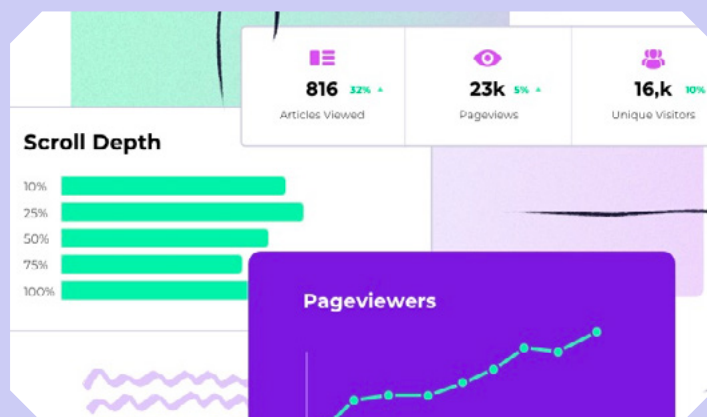 816 32%
Articles Viewed
23k 5%
Pageviews
16,k 10%
Unique Visitors
Scroll Depth
10%
25%
50%
75%
100%
Pageviewers